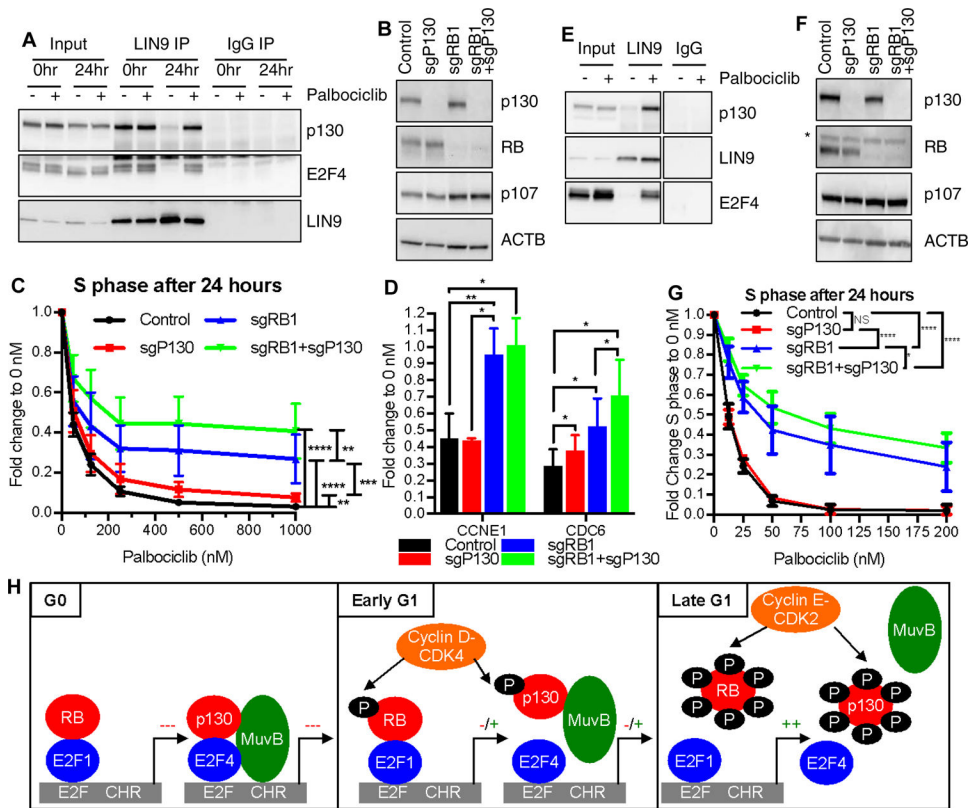 A
Input LIN9 IP IgG IP
0hr 24hr 0hr 24hr 0hr 24hr
- + - + - + - + - + - + Palbociclib
p130
E2F4
LIN9
B
Control
sgP130
sgRB1
sgRB1
+sgP130
p130
RB
p107
ACTB
E
Input LIN9 IgG
- + - + - + Palbociclib
p130
LIN9
E2F4
F
Control
sgP130
sgRB1
sgRB1
+sgP130
p130
*
RB
p107
ACTB
C S phase after 24 hours
Control sgRB1
sgP130 sgRB1+sgP130
Fold change to 0 nM
1.0
0.8
0.6
0.4
0.2
0.0
0 200 400 600 800 1000
Palbociclib (nM)
**** **
**** ***
**
D
Fold change to 0 nM
1.3
1.2
1.1
1.0
0.9
0.8
0.7
0.6
0.5
0.4
0.3
0.2
0.1
0.0
*
**
*
*
*
*
*
CCNE1 CDC6
Control sgRB1
sgP130 sgRB1+sgP130
G S phase after 24 hours
Control
sgP130
sgRB1
sgRB1+sgP130
NS
****
*
****
****
Fold Change S phase to 0 nM
1.0
0.9
0.8
0.7
0.6
0.5
0.4
0.3
0.2
0.1
0.0
0 25 50 75 100 125 150 175 200
Palbociclib (nM)
H
G0
RB
E2F1
E2F CHR
---
p130
E2F4
MuvB
E2F CHR
---
Early G1
Cyclin D-
CDK4
P
RB
E2F1
E2F CHR
-/+
P
p130
MuvB
E2F4
E2F CHR
-/+
Late G1
Cyclin E-
CDK2
MuvB
P P
P RB P
P P
P P
P p130 P
P P
E2F1
++
E2F4
E2F CHR